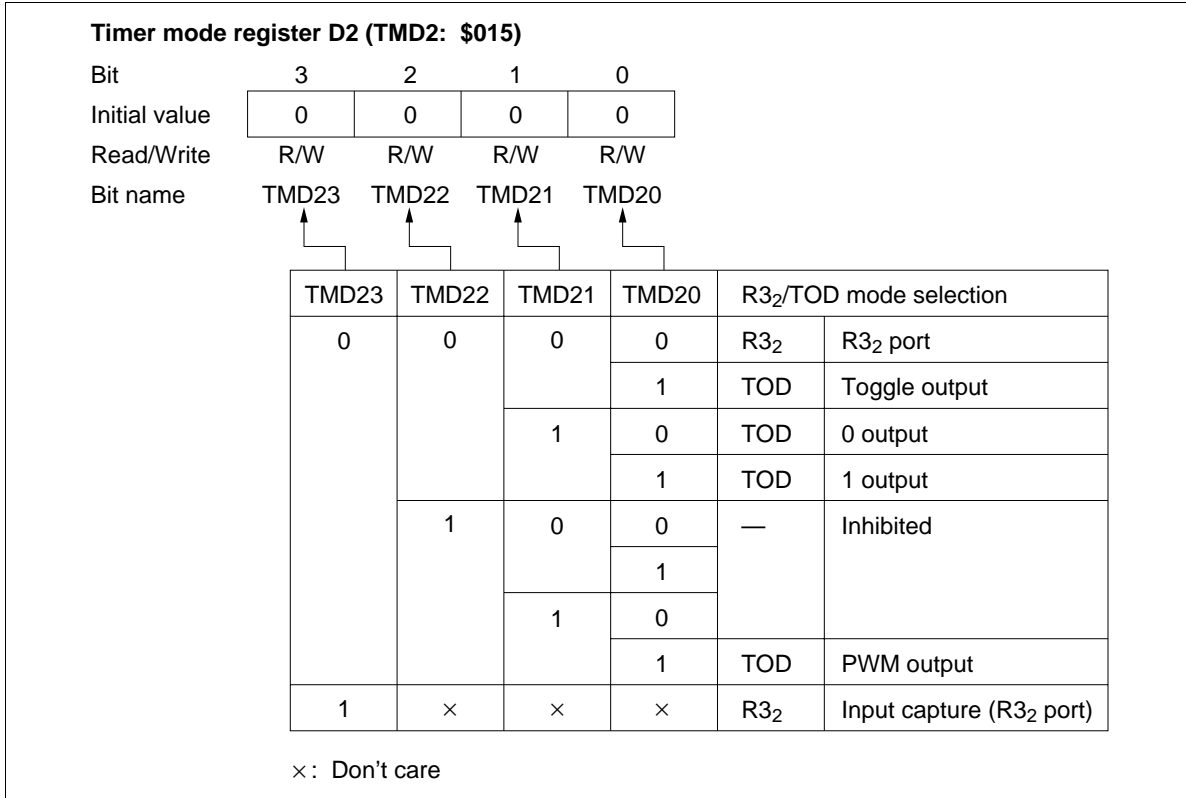 Timer mode register D2 (TMD2: $015)
Bit 3 2 1 0
Initial value 0 0 0 0
Read/Write R/W R/W R/W R/W
Bit name TMD23 TMD22 TMD21 TMD20
TMD23 TMD22 TMD21 TMD20 R3₂/TOD mode selection
0 0 0 0 R3₂ R3₂ port
1 TOD Toggle output
1 0 TOD 0 output
1 TOD 1 output
1 0 0 — Inhibited
1
1 0
1 TOD PWM output
1 × × × R3₂ Input capture (R3₂ port)
×: Don't care